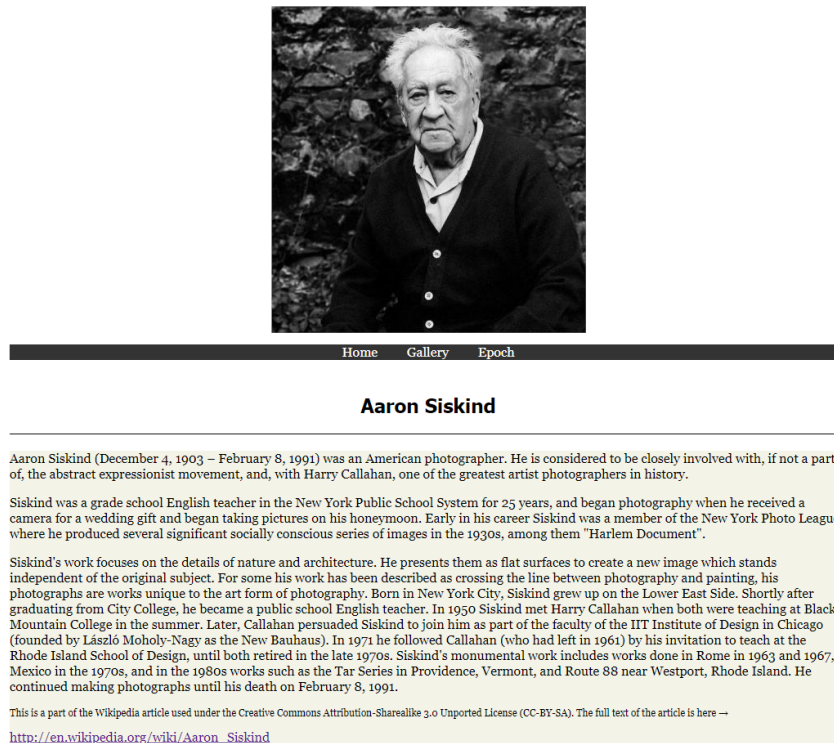 Home Gallery Epoch
Aaron Siskind
Aaron Siskind (December 4, 1903 – February 8, 1991) was an American photographer. He is considered to be closely involved with, if not a part
of, the abstract expressionist movement, and, with Harry Callahan, one of the greatest artist photographers in history.
Siskind was a grade school English teacher in the New York Public School System for 25 years, and began photography when he received a
camera for a wedding gift and began taking pictures on his honeymoon. Early in his career Siskind was a member of the New York Photo Leagu
where he produced several significant socially conscious series of images in the 1930s, among them "Harlem Document".
Siskind's work focuses on the details of nature and architecture. He presents them as flat surfaces to create a new image which stands
independent of the original subject. For some his work has been described as crossing the line between photography and painting, his
photographs are works unique to the art form of photography. Born in New York City, Siskind grew up on the Lower East Side. Shortly after
graduating from City College, he became a public school English teacher. In 1950 Siskind met Harry Callahan when both were teaching at Black
Mountain College in the summer. Later, Callahan persuaded Siskind to join him as part of the faculty of the IIT Institute of Design in Chicago
(founded by László Moholy-Nagy as the New Bauhaus). In 1971 he followed Callahan (who had left in 1961) by his invitation to teach at the
Rhode Island School of Design, until both retired in the late 1970s. Siskind's monumental work includes works done in Rome in 1963 and 1967,
Mexico in the 1970s, and in the 1980s works such as the Tar Series in Providence, Vermont, and Route 88 near Westport, Rhode Island. He
continued making photographs until his death on February 8, 1991.
This is a part of the Wikipedia article used under the Creative Commons Attribution-Sharealike 3.0 Unported License (CC-BY-SA). The full text of the article is here →
http://en.wikipedia.org/wiki/Aaron_Siskind